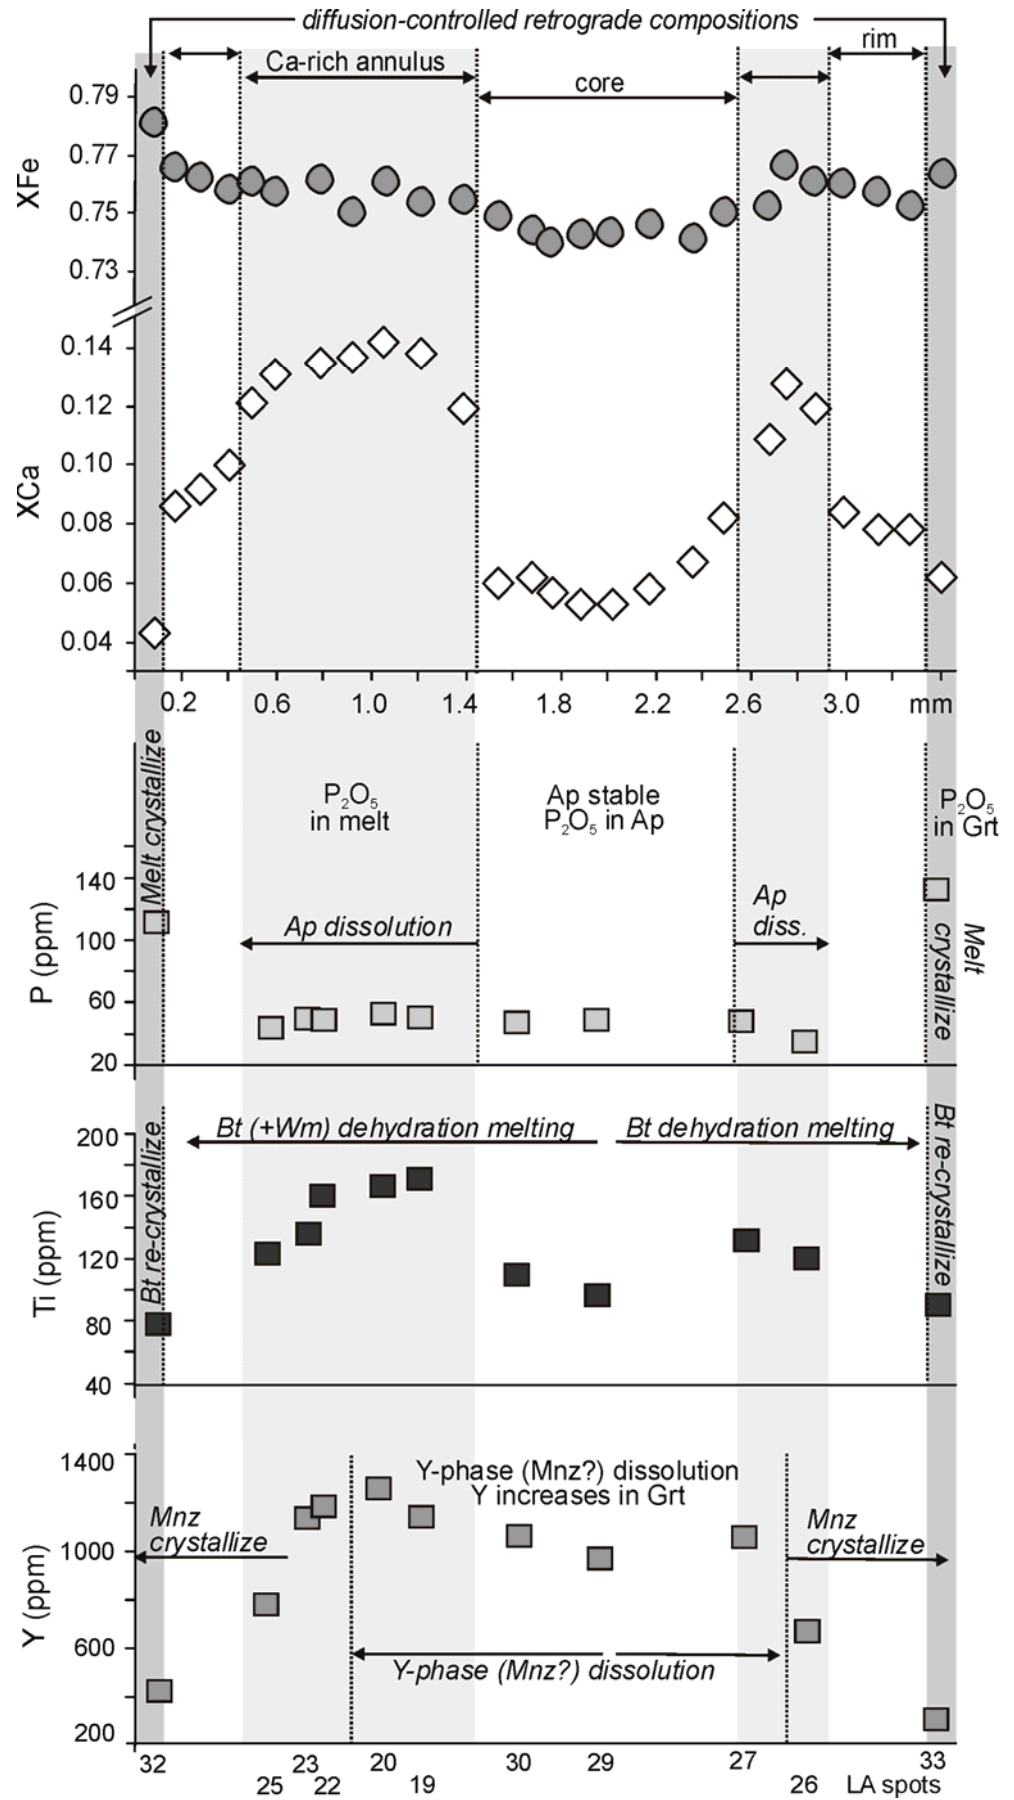 diffusion-controlled retrograde compositions
rim
Ca-rich annulus
core
0.79
0.77
0.75
0.73
XFe
0.14
0.12
0.10
0.08
0.06
0.04
XCa
0.2 0.6 1.0 1.4 1.8 2.2 2.6 3.0 mm
Melt crystallize
P₂O₅
in melt
Ap stable
P₂O₅ in Ap
P₂O₅
in Grt
140
100
60
20
P (ppm)
Ap dissolution
Ap
diss.
Melt
crystallize
Bt (+Wm) dehydration melting
Bt dehydration melting
200
160
120
80
40
Ti (ppm)
Bt re-crystallize
Bt re-crystallize
1400
1000
600
200
Y (ppm)
Y-phase (Mnz?) dissolution
Y increases in Grt
Mnz
crystallize
Mnz
crystallize
Y-phase (Mnz?) dissolution
32 23 20 30 29 27 33
25 22 19 26 LA spots